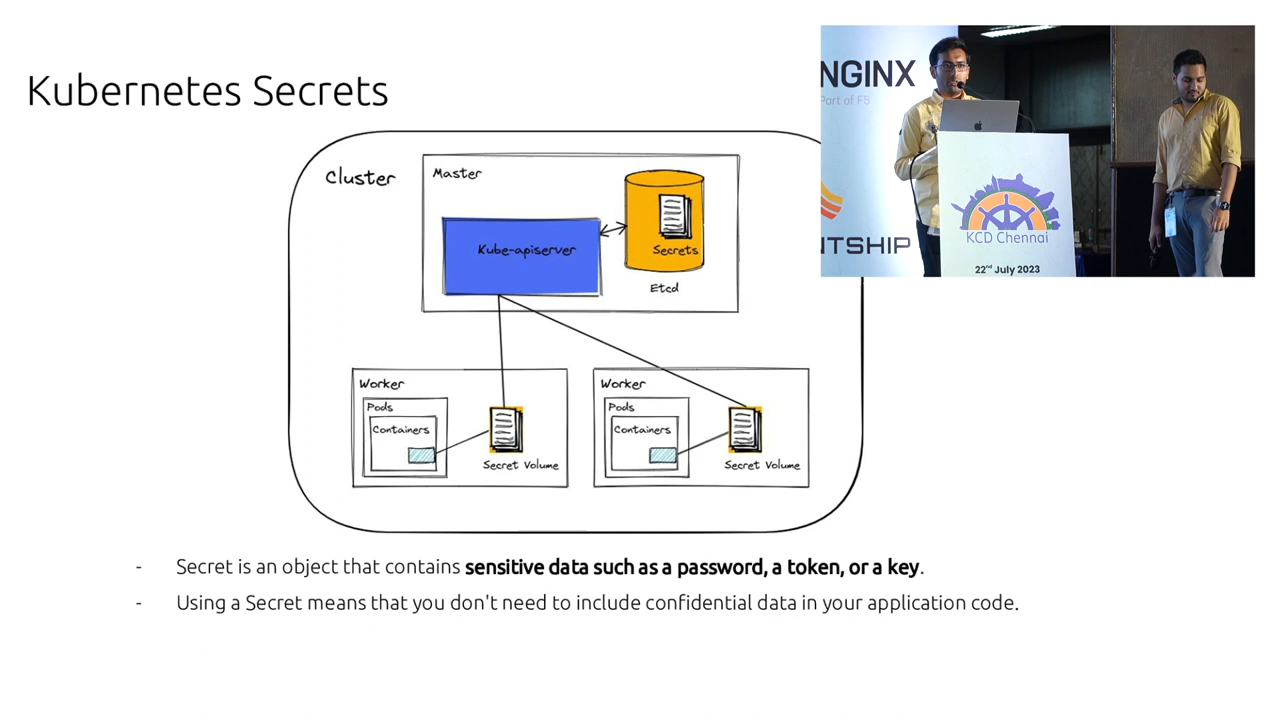 Kubernetes Secrets
Cluster
Master
Kube-apiserver
Secrets
Etcd
Worker
Pods
Containers
Secret Volume
Worker
Pods
Containers
Secret Volume
- Secret is an object that contains sensitive data such as a password, a token, or a key.
- Using a Secret means that you don't need to include confidential data in your application code.
NGINX
Part of F5
NTSHIP
KCD Chennai
22nd July 2023